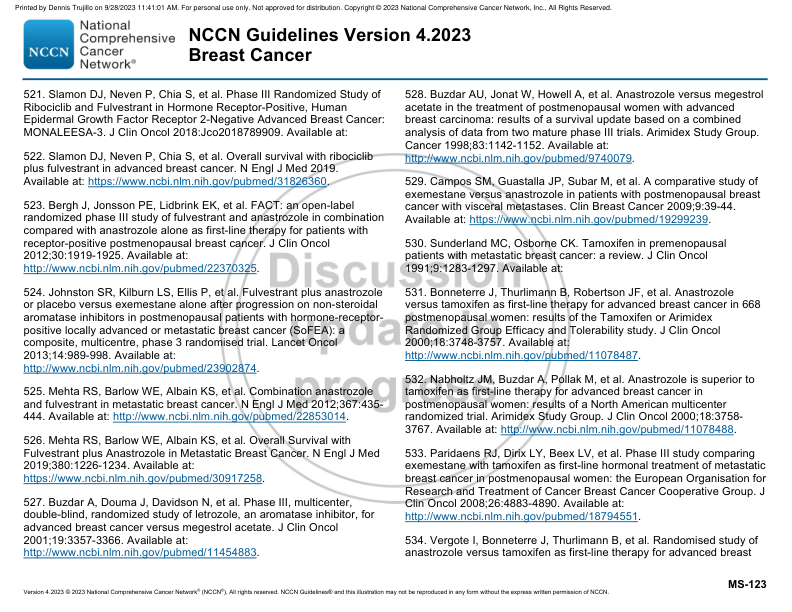 Printed by Dennis Trujillo on 9/28/2023 11:41:01 AM. For personal use only. Not approved for distribution. Copyright © 2023 National Comprehensive Cancer Network, Inc., All Rights Reserved.
NCCN
National
Comprehensive
Cancer
Network®
NCCN Guidelines Version 4.2023
Breast Cancer
521. Slamon DJ, Neven P, Chia S, et al. Phase III Randomized Study of
Ribociclib and Fulvestrant in Hormone Receptor-Positive, Human
Epidermal Growth Factor Receptor 2-Negative Advanced Breast Cancer:
MONALEESA-3. J Clin Oncol 2018:Jco2018789909. Available at:
522. Slamon DJ, Neven P, Chia S, et al. Overall survival with ribociclib
plus fulvestrant in advanced breast cancer. N Engl J Med 2019.
Available at: https://www.ncbi.nlm.nih.gov/pubmed/31826360.
523. Bergh J, Jonsson PE, Lidbrink EK, et al. FACT: an open-label
randomized phase III study of fulvestrant and anastrozole in combination
compared with anastrozole alone as first-line therapy for patients with
receptor-positive postmenopausal breast cancer. J Clin Oncol
2012;30:1919-1925. Available at:
http://www.ncbi.nlm.nih.gov/pubmed/22370325.
524. Johnston SR, Kilburn LS, Ellis P, et al. Fulvestrant plus anastrozole
or placebo versus exemestane alone after progression on non-steroidal
aromatase inhibitors in postmenopausal patients with hormone-receptor-
positive locally advanced or metastatic breast cancer (SoFEA): a
composite, multicentre, phase 3 randomised trial. Lancet Oncol
2013;14:989-998. Available at:
http://www.ncbi.nlm.nih.gov/pubmed/23902874.
525. Mehta RS, Barlow WE, Albain KS, et al. Combination anastrozole
and fulvestrant in metastatic breast cancer. N Engl J Med 2012;367:435-
444. Available at: http://www.ncbi.nlm.nih.gov/pubmed/22853014.
526. Mehta RS, Barlow WE, Albain KS, et al. Overall Survival with
Fulvestrant plus Anastrozole in Metastatic Breast Cancer. N Engl J Med
2019;380:1226-1234. Available at:
https://www.ncbi.nlm.nih.gov/pubmed/30917258.
527. Buzdar A, Douma J, Davidson N, et al. Phase III, multicenter,
double-blind, randomized study of letrozole, an aromatase inhibitor, for
advanced breast cancer versus megestrol acetate. J Clin Oncol
2001;19:3357-3366. Available at:
http://www.ncbi.nlm.nih.gov/pubmed/11454883.
528. Buzdar AU, Jonat W, Howell A, et al. Anastrozole versus megestrol
acetate in the treatment of postmenopausal women with advanced
breast carcinoma: results of a survival update based on a combined
analysis of data from two mature phase III trials. Arimidex Study Group.
Cancer 1998;83:1142-1152. Available at:
http://www.ncbi.nlm.nih.gov/pubmed/9740079.
529. Campos SM, Guastalla JP, Subar M, et al. A comparative study of
exemestane versus anastrozole in patients with postmenopausal breast
cancer with visceral metastases. Clin Breast Cancer 2009;9:39-44.
Available at: https://www.ncbi.nlm.nih.gov/pubmed/19299239.
530. Sunderland MC, Osborne CK. Tamoxifen in premenopausal
patients with metastatic breast cancer: a review. J Clin Oncol
1991;9:1283-1297. Available at:
531. Bonneterre J, Thurlimann B, Robertson JF, et al. Anastrozole
versus tamoxifen as first-line therapy for advanced breast cancer in 668
postmenopausal women: results of the Tamoxifen or Arimidex
Randomized Group Efficacy and Tolerability study. J Clin Oncol
2000;18:3748-3757. Available at:
http://www.ncbi.nlm.nih.gov/pubmed/11078487.
532. Nabholtz JM, Buzdar A, Pollak M, et al. Anastrozole is superior to
tamoxifen as first-line therapy for advanced breast cancer in
postmenopausal women: results of a North American multicenter
randomized trial. Arimidex Study Group. J Clin Oncol 2000;18:3758-
3767. Available at: http://www.ncbi.nlm.nih.gov/pubmed/11078488.
533. Paridaens RJ, Dirix LY, Beex LV, et al. Phase III study comparing
exemestane with tamoxifen as first-line hormonal treatment of metastatic
breast cancer in postmenopausal women: the European Organisation for
Research and Treatment of Cancer Breast Cancer Cooperative Group. J
Clin Oncol 2008;26:4883-4890. Available at:
http://www.ncbi.nlm.nih.gov/pubmed/18794551.
534. Vergote I, Bonneterre J, Thurlimann B, et al. Randomised study of
anastrozole versus tamoxifen as first-line therapy for advanced breast
Discussion
update in
progress
MS-123
Version 4.2023 © 2023 National Comprehensive Cancer Network® (NCCN®), All rights reserved. NCCN Guidelines® and this illustration may not be reproduced in any form without the express written permission of NCCN.